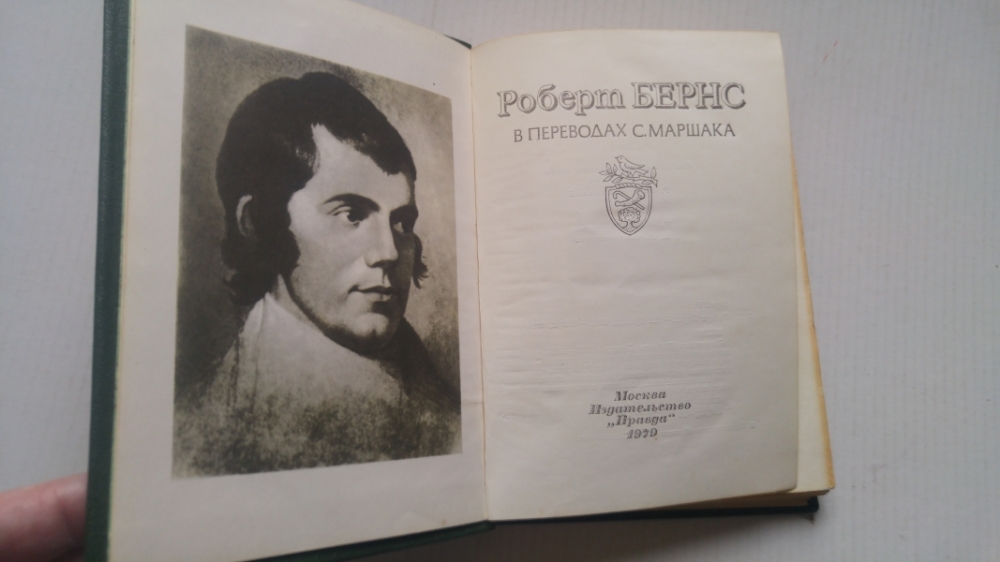 Роберт БЕРНС
В ПЕРЕВОДАХ С.МАРШАКА
Москва
Издательство
„Правда“
1979